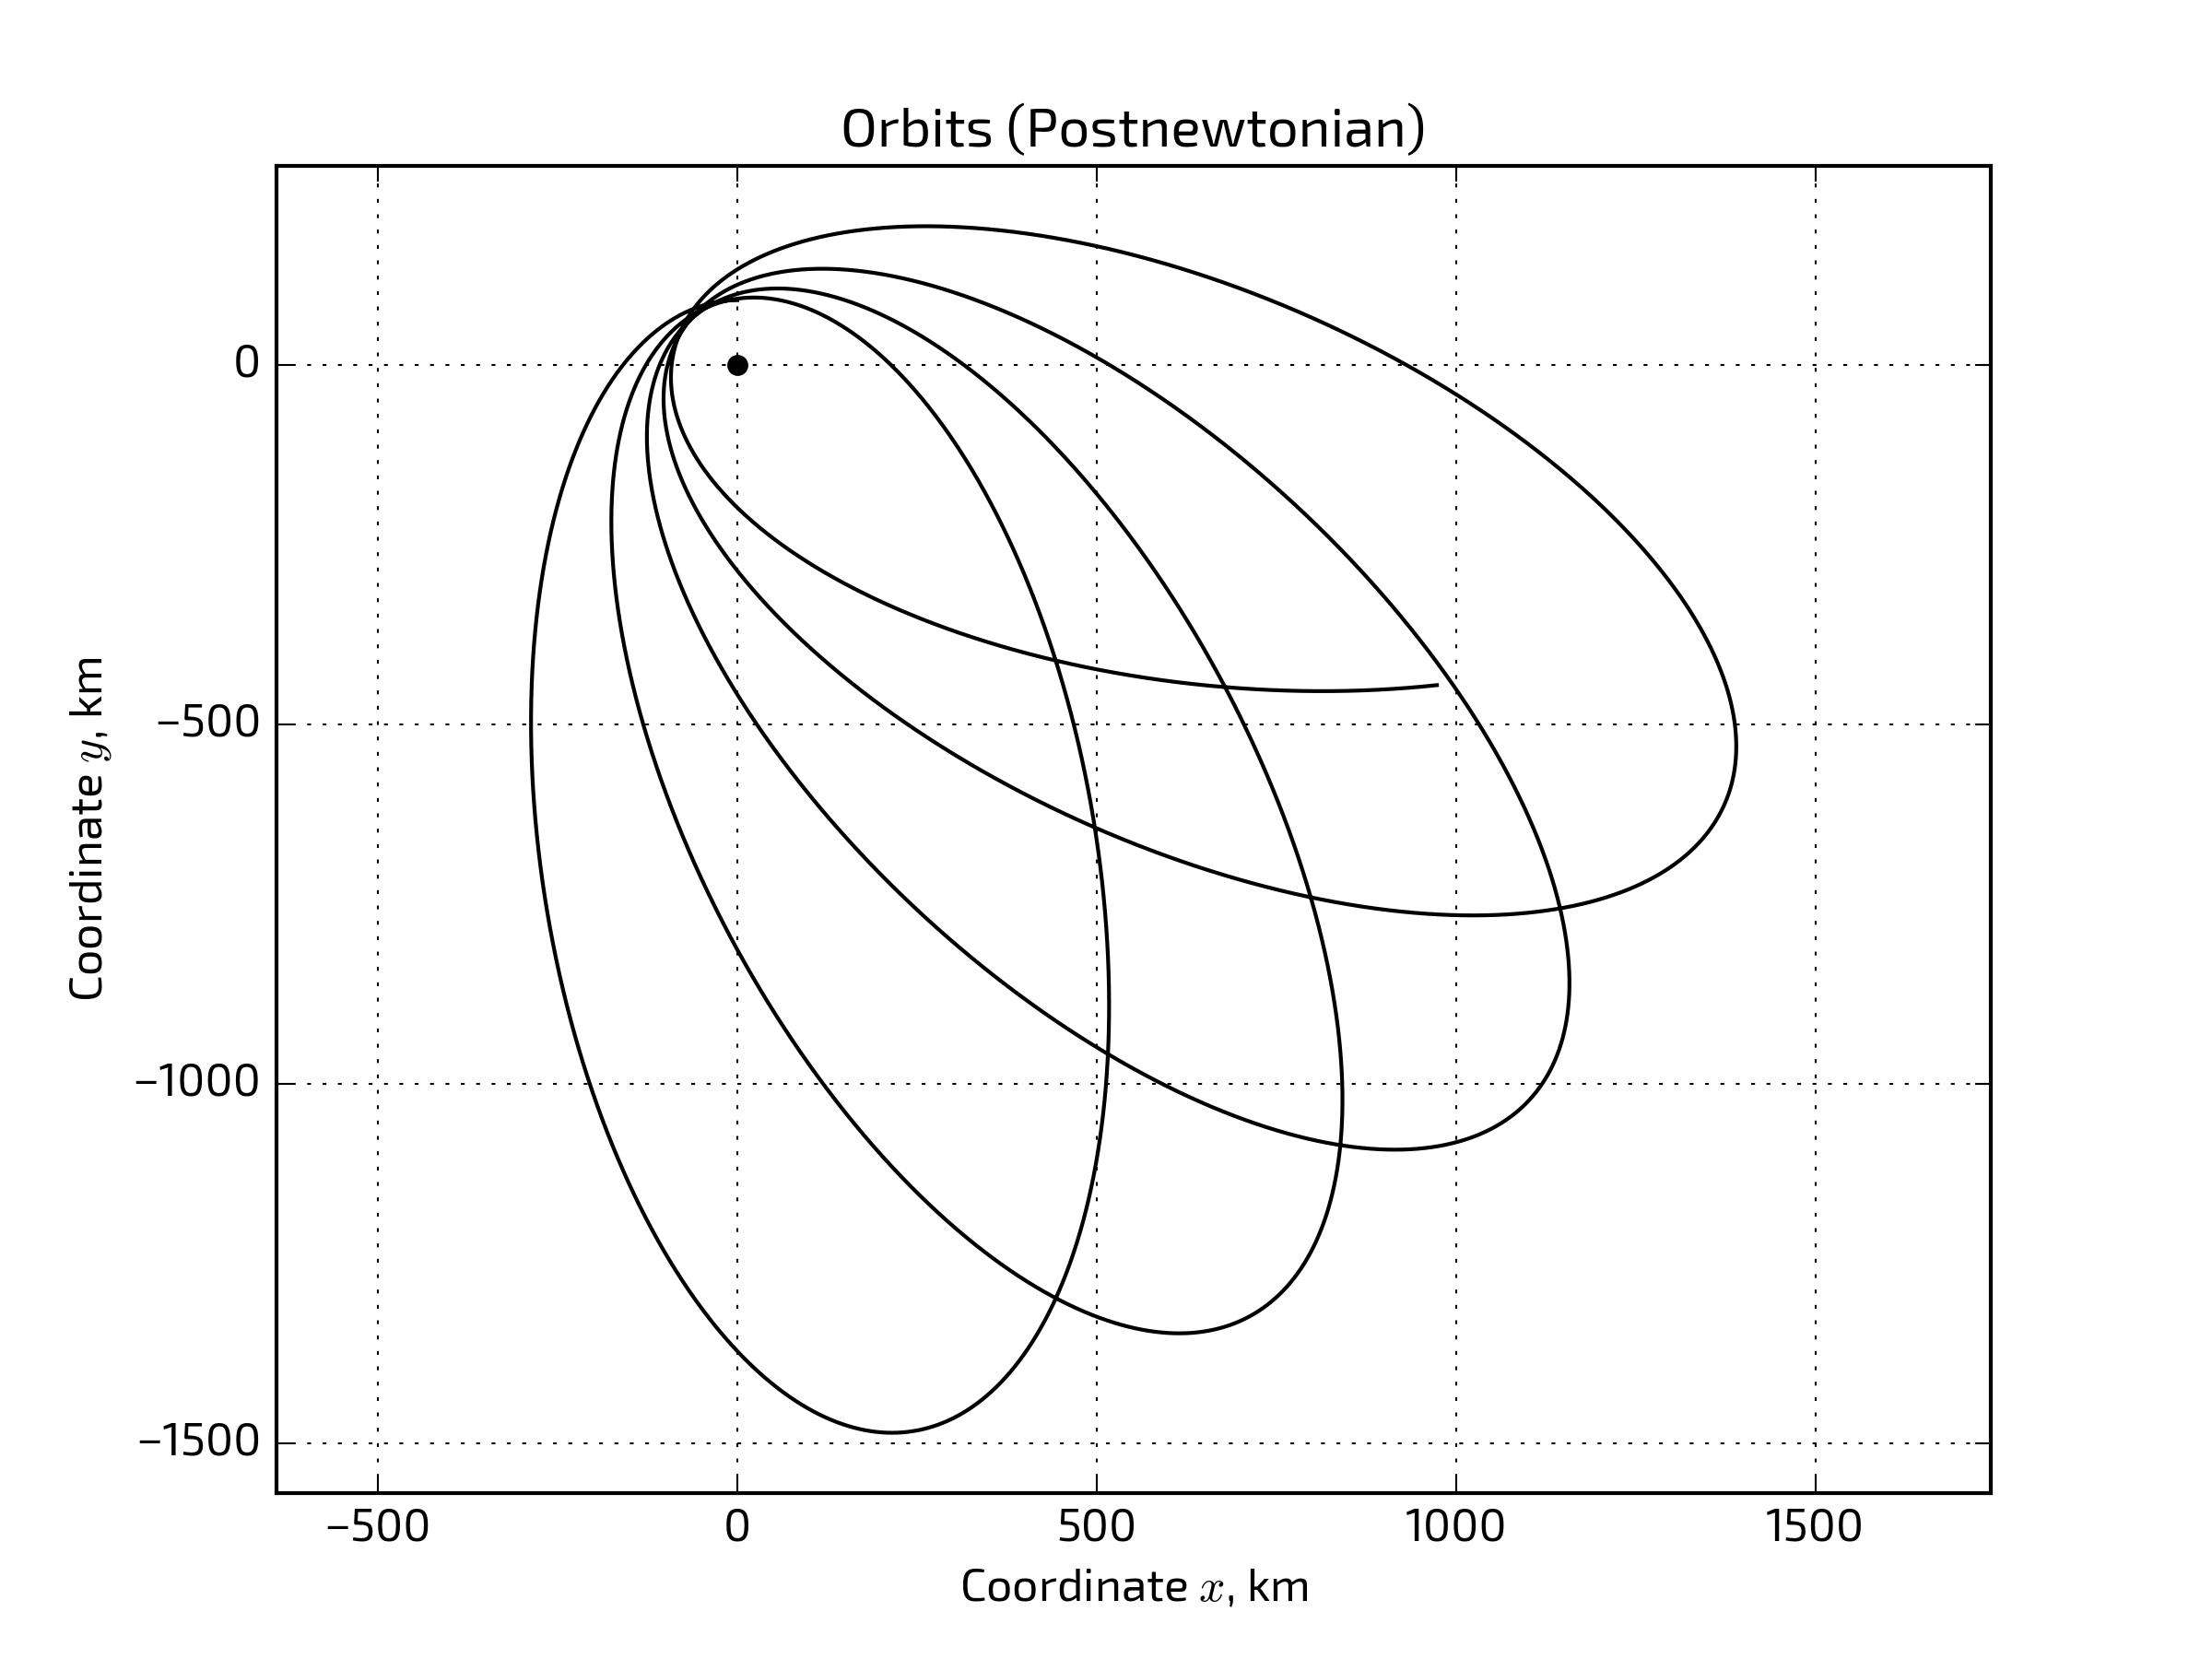 Orbits (Postnewtonian)
Coordinate y, km
0
−500
−1000
−1500
−500 0 500 1000 1500
Coordinate x, km